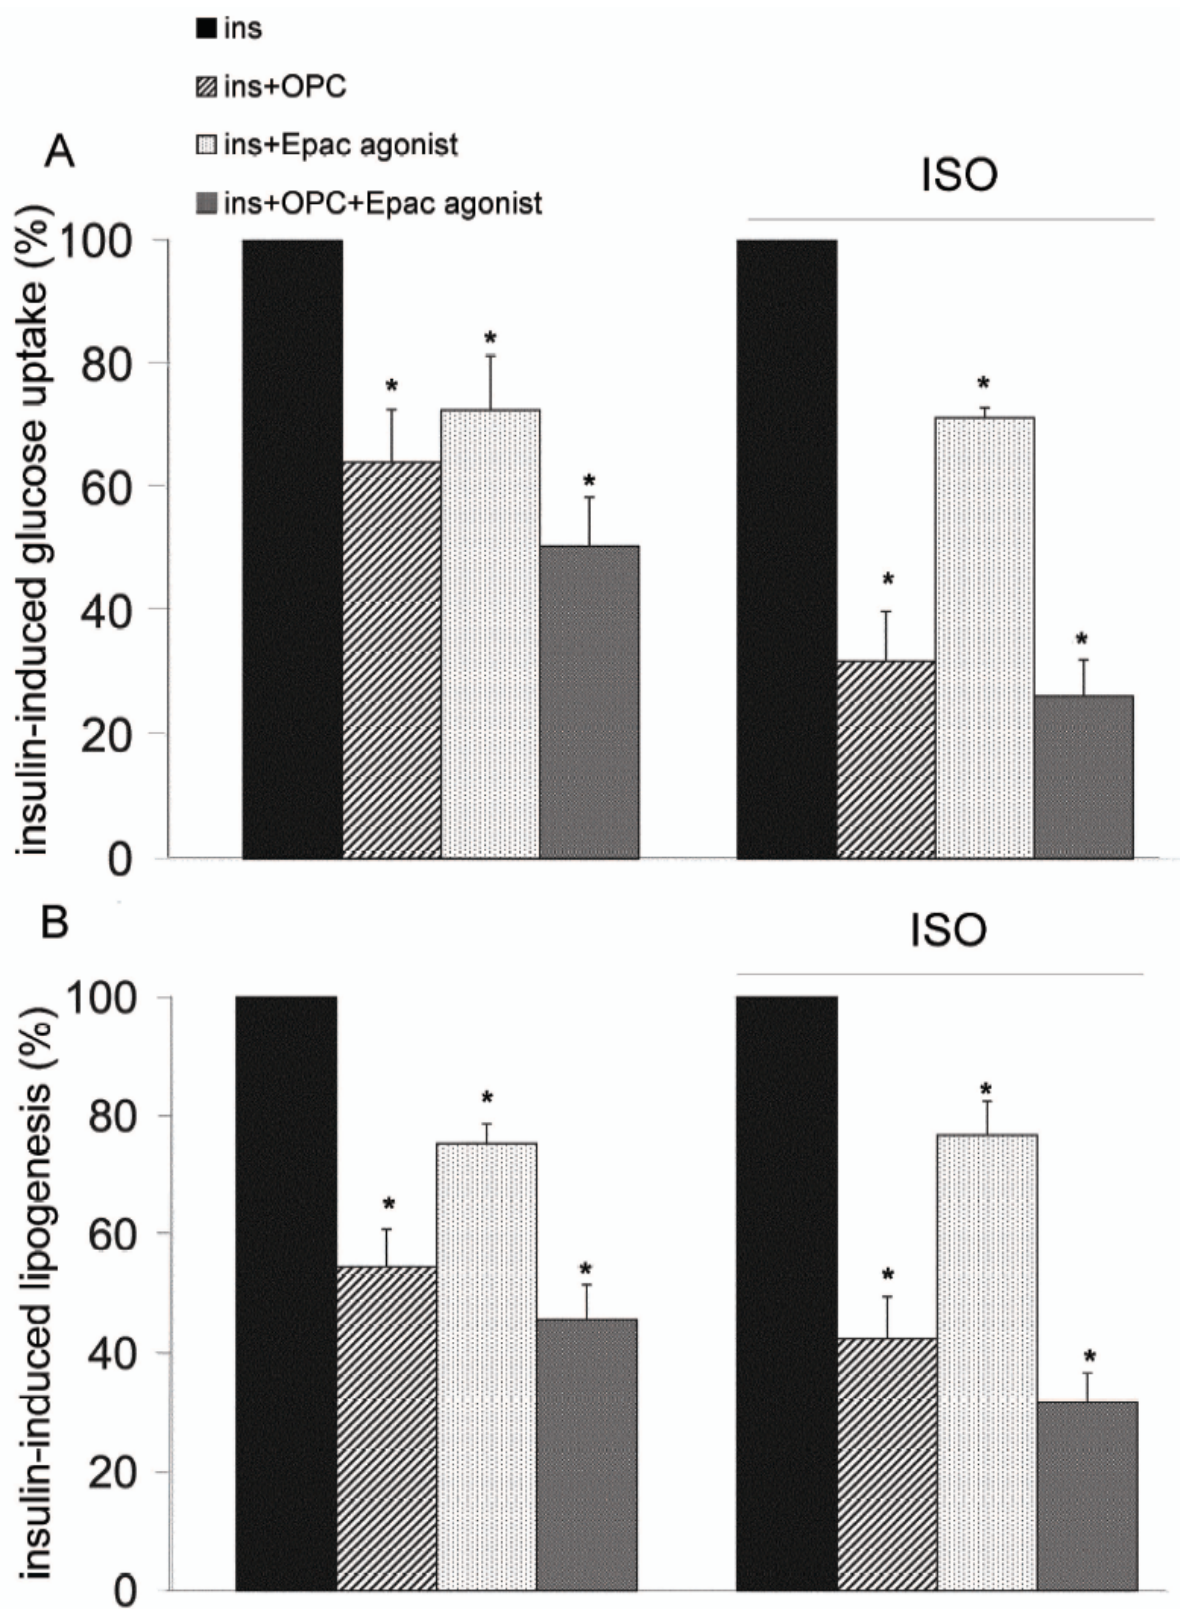 ins
ins+OPC
ins+Epac agonist
ins+OPC+Epac agonist
A
ISO
insulin-induced glucose uptake (%)
100
80
60
40
20
0
*
*
*
*
*
*
B
ISO
insulin-induced lipogenesis (%)
100
80
60
40
20
0
*
*
*
*
*
*